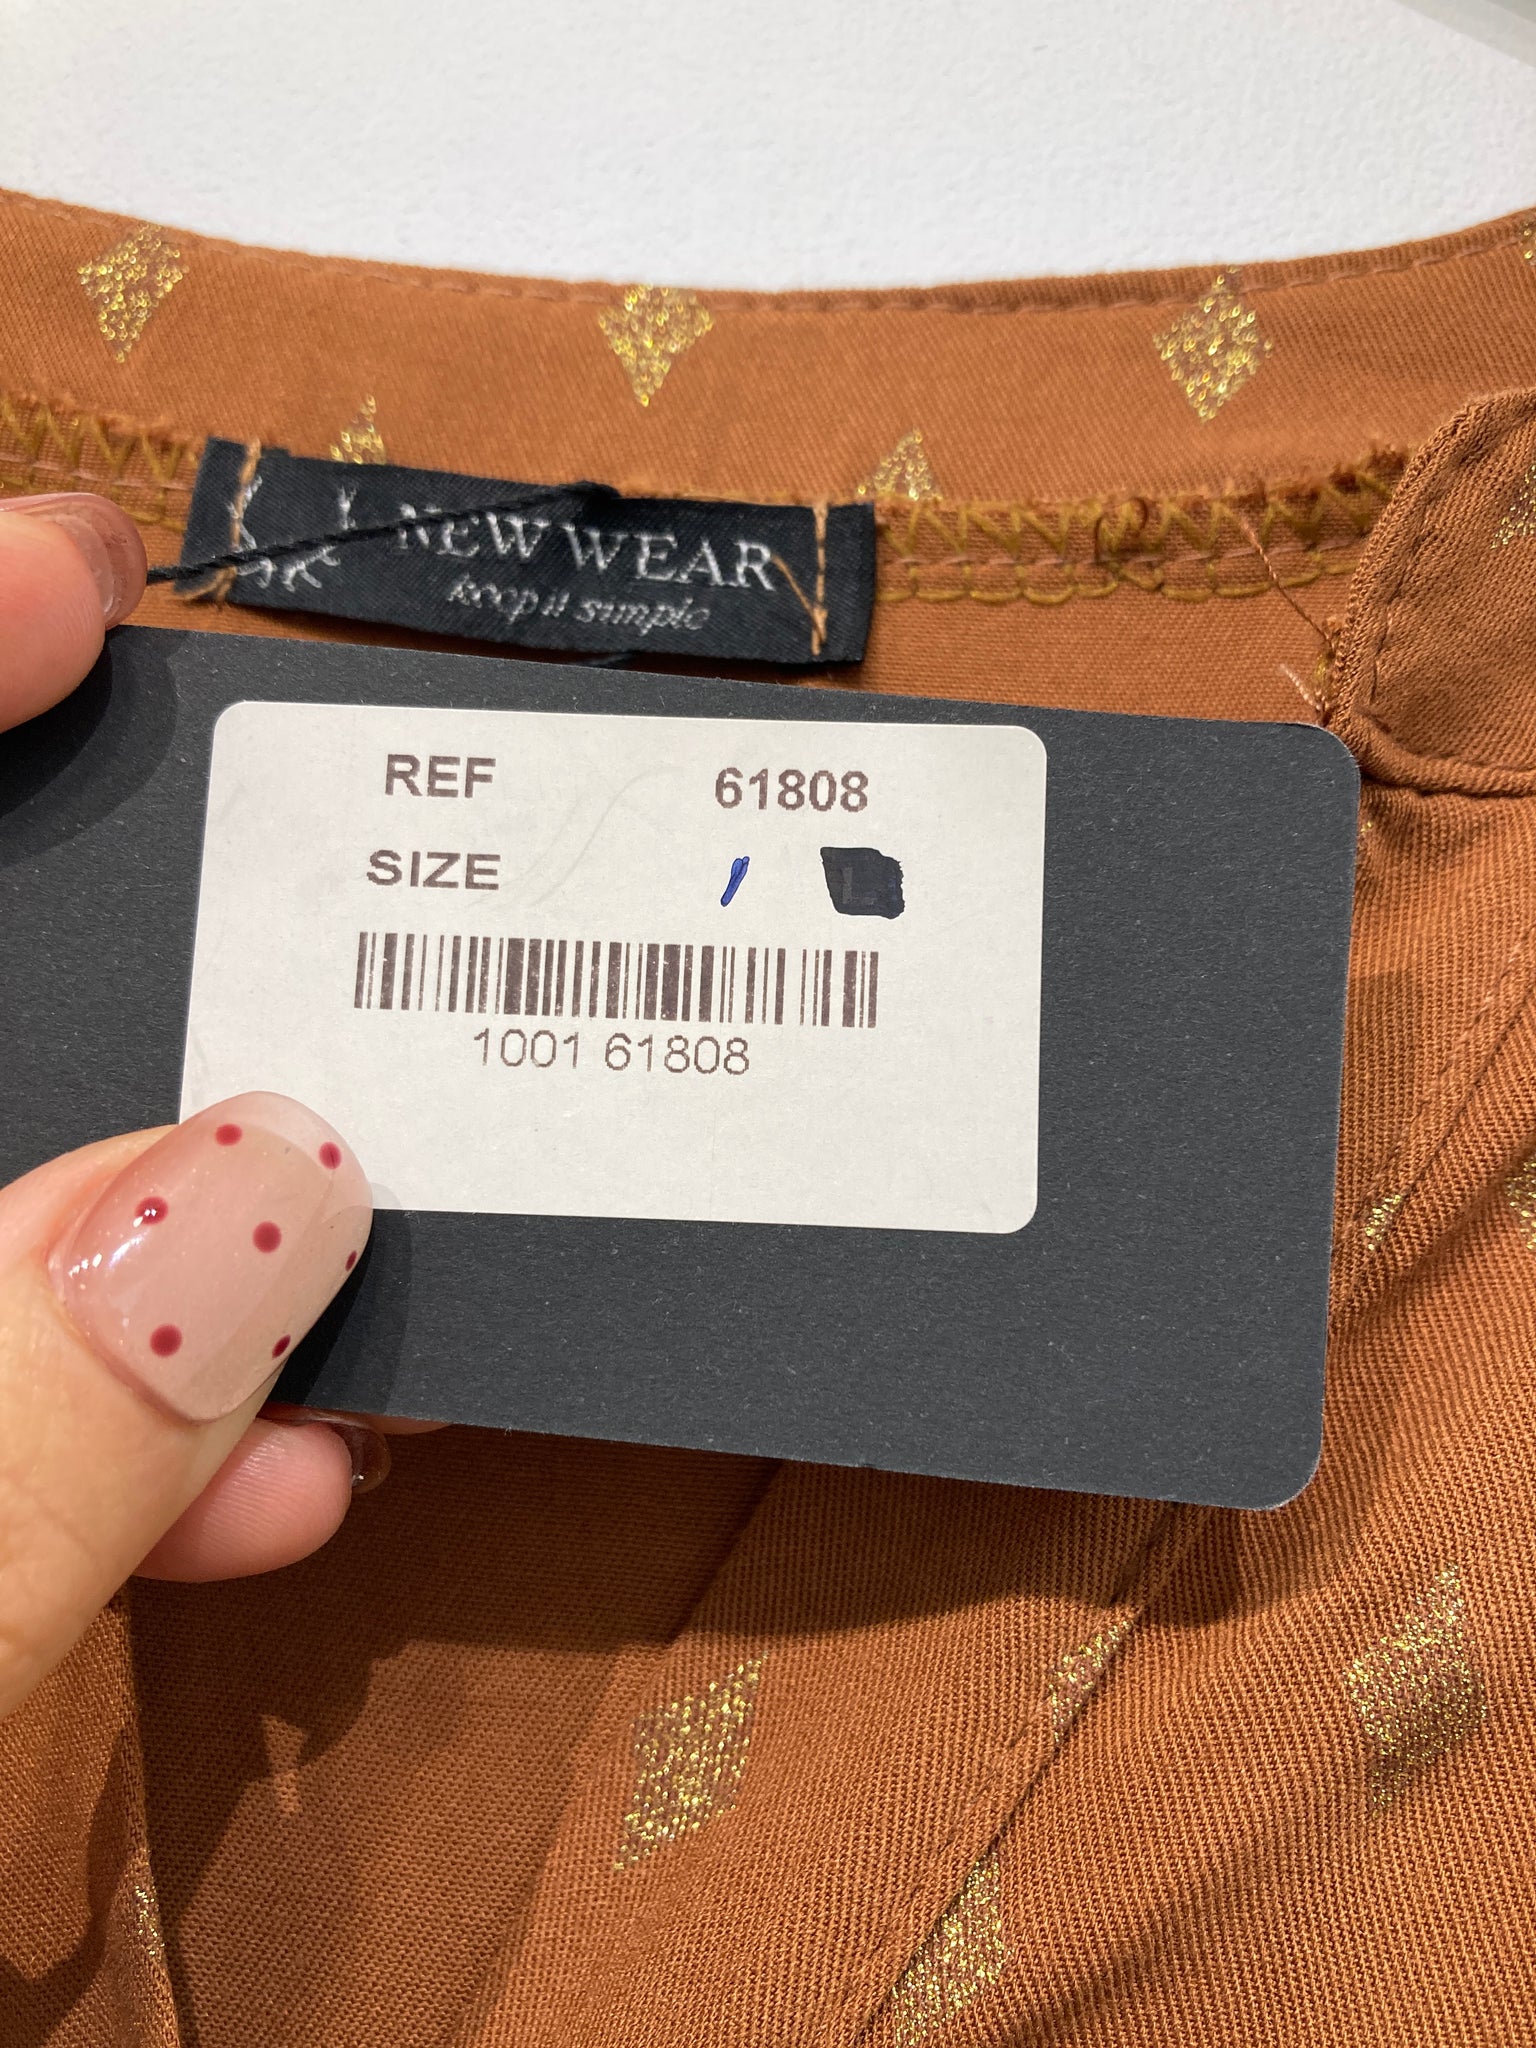 NEW WEAR
keep it simple
REF 61808
SIZE
1001 61808